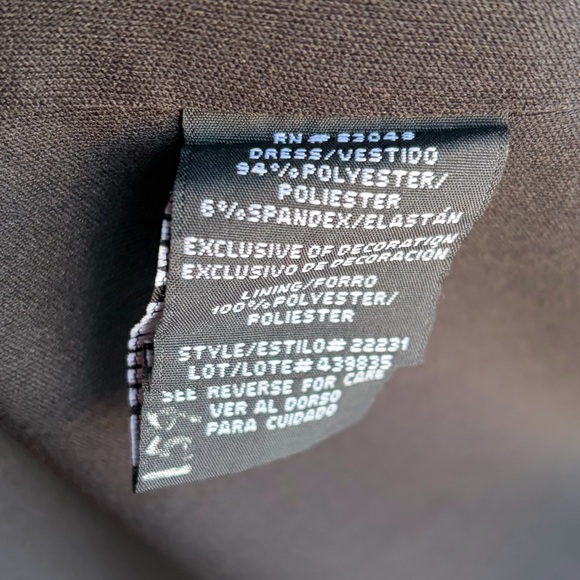 RN # 52049
DRESS/VESTIDO
94%POLYESTER/
POLIESTER
6%SPANDEX/ELASTÁN
EXCLUSIVE OF DECORATION
EXCLUSIVO DE DECORACIÓN
LINING/FORRO
100%POLYESTER/
POLIESTER
STYLE/ESTILO# 22231
LOT/LOTE# 439835
SEE REVERSE FOR CARE
VER AL DORSO
PARA CUIDADO